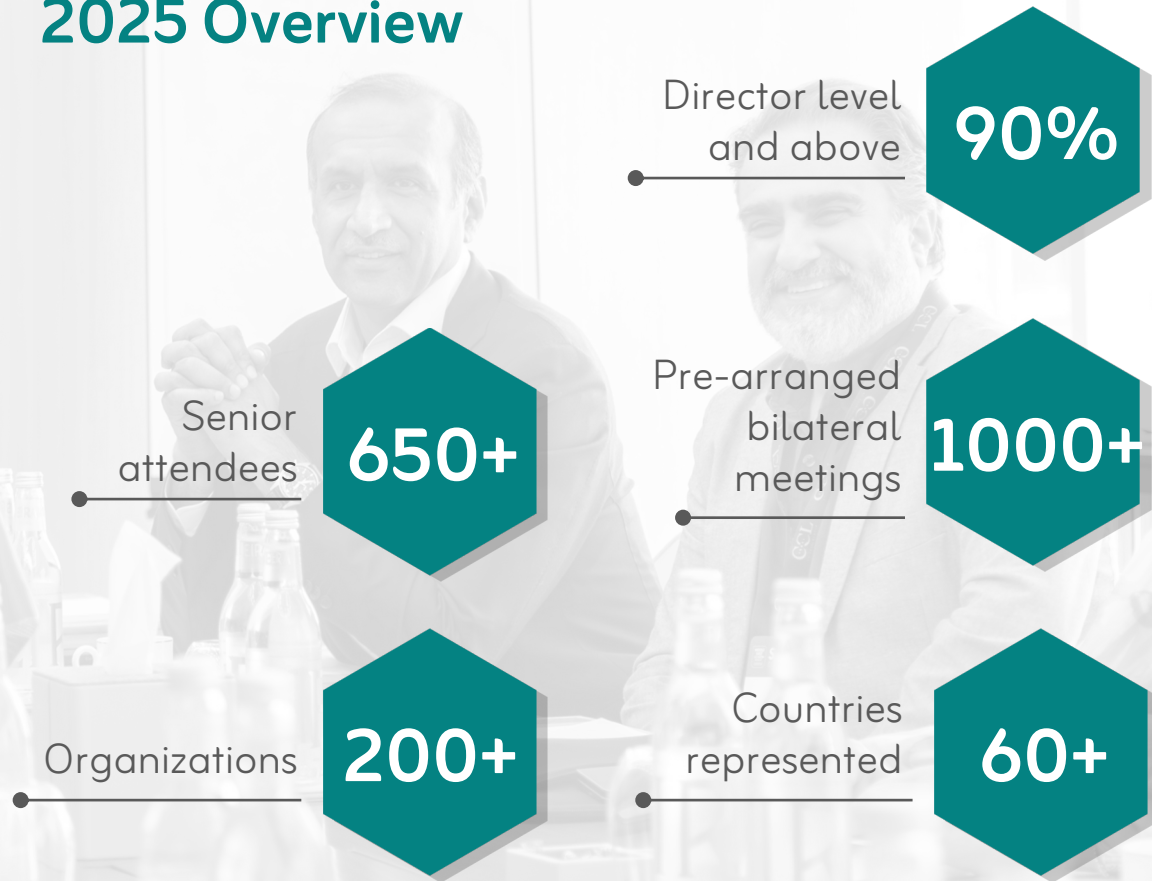 2025 Overview
Director level
and above
90%
Senior
attendees
650+
Pre-arranged
bilateral
meetings
1000+
Organizations
200+
Countries
represented
60+